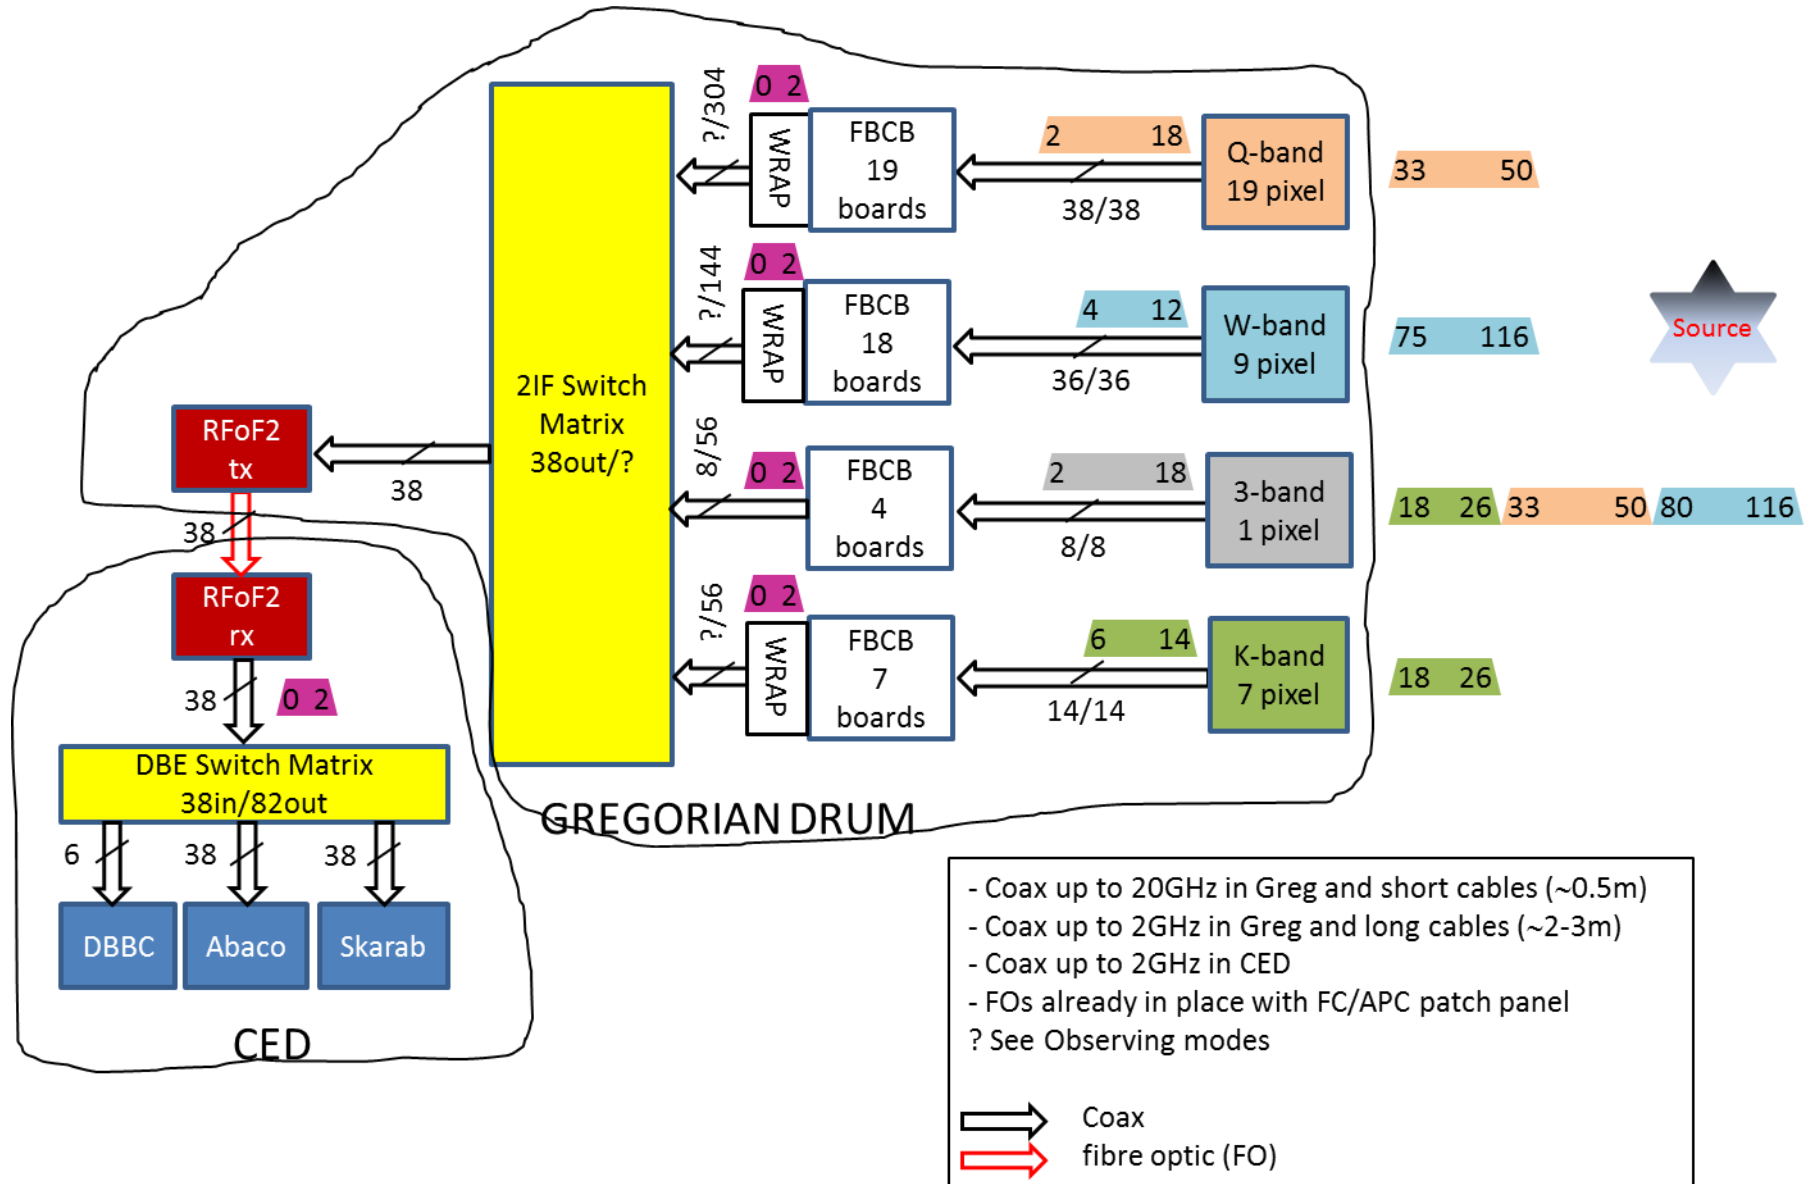 ?/304
0 2
WRAP
FBCB
19
boards
2 18
38/38
Q-band
19 pixel
33 50
?/144
0 2
WRAP
FBCB
18
boards
4 12
36/36
W-band
9 pixel
75 116
Source
2IF Switch
Matrix
38out/?
8/56
0 2
FBCB
4
boards
2 18
8/8
3-band
1 pixel
18 26 33 50 80 116
?/56
0 2
WRAP
FBCB
7
boards
6 14
14/14
K-band
7 pixel
18 26
RFoF2
tx
38
38
RFoF2
rx
38
0 2
DBE Switch Matrix
38in/82out
6
38
38
DBBC
Abaco
Skarab
CED
GREGORIAN DRUM
- Coax up to 20GHz in Greg and short cables (~0.5m)
- Coax up to 2GHz in Greg and long cables (~2-3m)
- Coax up to 2GHz in CED
- FOs already in place with FC/APC patch panel
? See Observing modes
Coax
fibre optic (FO)